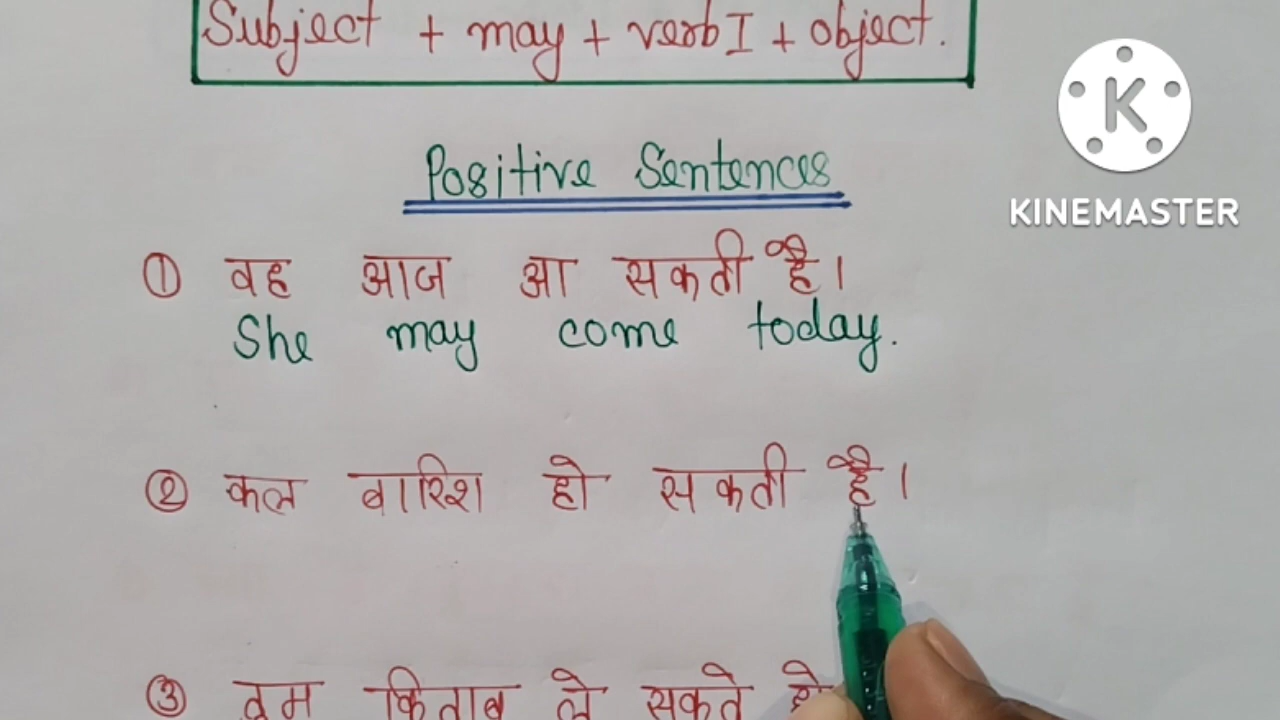 Subject + may + verb I + object.
K
KINEMASTER
Positive Sentences
① वह आज आ सकती है।
She may come today.
② कल बारिश हो सकती है।
③ तुम किताब ले सकते हो